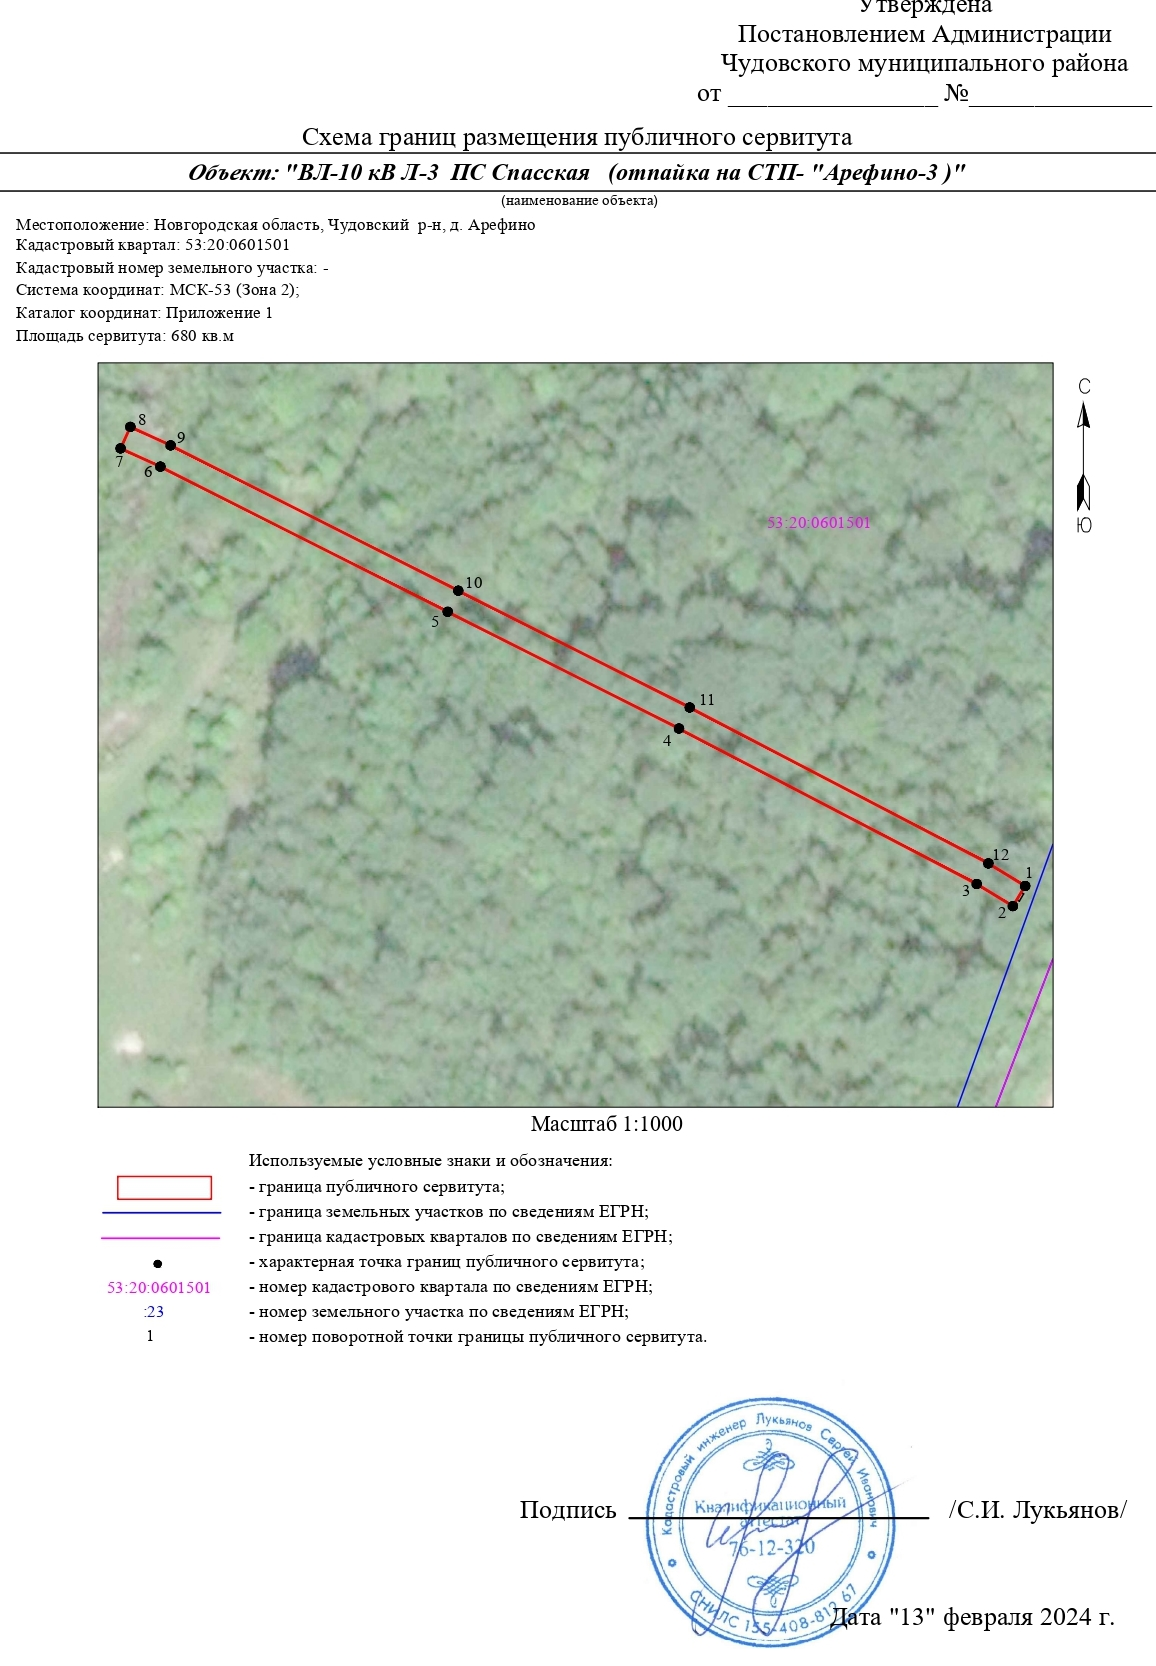 Утверждена
Постановлением Администрации
Чудовского муниципального района
от ________________ №______________
Схема границ размещения публичного сервитута
Объект: "ВЛ-10 кВ Л-3 ПС Спасская (отпайка на СТП- "Арефино-3 )"
(наименование объекта)
Местоположение: Новгородская область, Чудовский р-н, д. Арефино
Кадастровый квартал: 53:20:0601501
Кадастровый номер земельного участка: -
Система координат: МСК-53 (Зона 2);
Каталог координат: Приложение 1
Площадь сервитута: 680 кв.м
С
8
9
7
6
53:20:0601501
Ю
10
5
11
4
12
1
3
2
Масштаб 1:1000
Используемые условные знаки и обозначения:
- граница публичного сервитута;
- граница земельных участков по сведениям ЕГРН;
- граница кадастровых кварталов по сведениям ЕГРН;
- характерная точка границ публичного сервитута;
53:20:0601501 - номер кадастрового квартала по сведениям ЕГРН;
:23 - номер земельного участка по сведениям ЕГРН;
1 - номер поворотной точки границы публичного сервитута.
Кадастровый инженер Лукьянов Сергей Иванович
Квалификационный
аттестат
76-12-320
СНИЛС 155-408-812 67
Подпись /С.И. Лукьянов/
Дата "13" февраля 2024 г.